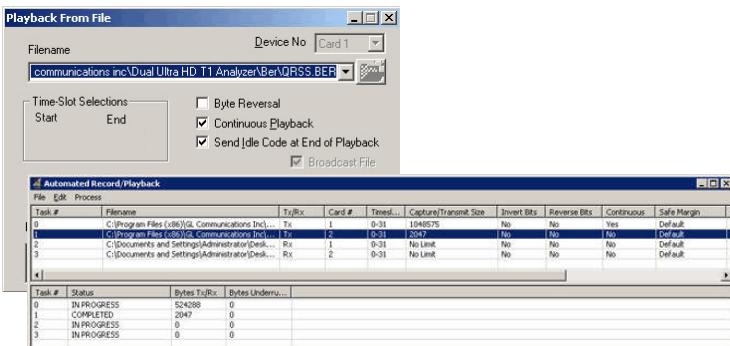 Playback From File
Device No Card 1
Filename
communications inc\Dual Ultra HD T1 Analyzer\Ber\QRSS.BER
Time-Slot Selections
Start End
Byte Reversal
Continuous Playback
Send Idle Code at End of Playback
Broadcast File
Automated Record/Playback
File Edit Process
Task # Filename Tx/Rx Card # Timesl... Capture/Transmit Size Invert Bits Reverse Bits Continuous Safe Margin
0 C:\Program Files (x86)\GL Communications Inc\... Tx 1 0-31 1048575 No No Yes Default
1 C:\Program Files (x86)\GL Communications Inc\... Tx 2 0-31 2047 No No No Default
2 C:\Documents and Settings\Administrator\Desk... Rx 1 0-31 No Limit No No No Default
3 C:\Documents and Settings\Administrator\Desk... Rx 2 0-31 No Limit No No No Default
Task # Status Bytes Tx/Rx Bytes Underru...
0 IN PROGRESS 524288 0
1 COMPLETED 2047 0
2 IN PROGRESS 0 0
3 IN PROGRESS 0 0